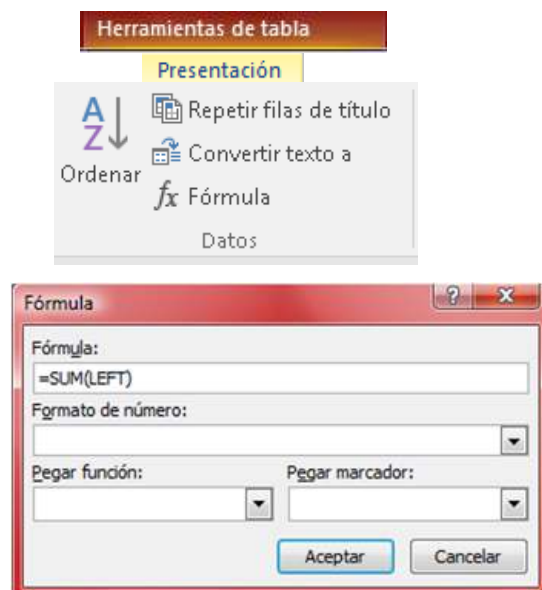 Herramientas de tabla
Presentación
AZ
Ordenar
Repetir filas de título
Convertir texto a
fx Fórmula
Datos
Fórmula
? x
Fórmula:
=SUM(LEFT)
Formato de número:
Pegar función:
Pegar marcador:
Aceptar
Cancelar